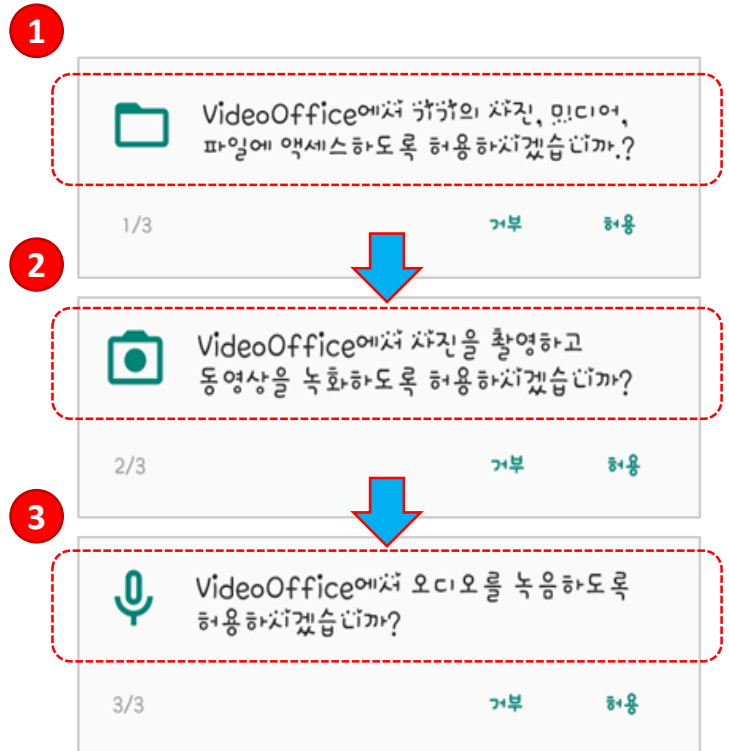 1
VideoOffice에서 기기의 사진, 미디어,
파일에 액세스하도록 허용하시겠습니까.?
1/3 거부 허용
2
VideoOffice에서 사진을 촬영하고
동영상을 녹화하도록 허용하시겠습니까?
2/3 거부 허용
3
VideoOffice에서 오디오를 녹음하도록
허용하시겠습니까?
3/3 거부 허용